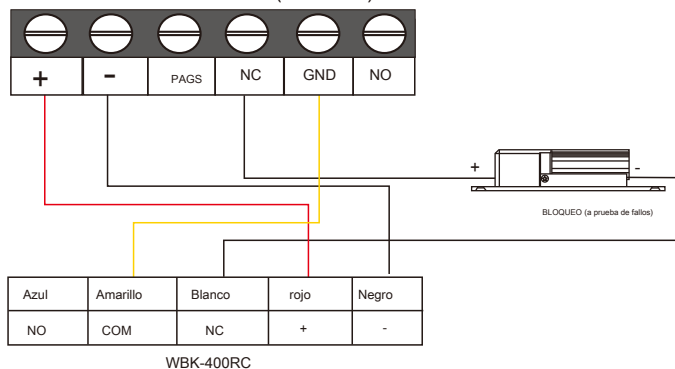 + - PAGS NC GND NO
+ -
BLOQUEO (a prueba de fallos)
Azul Amarillo Blanco rojo Negro
NO COM NC + -
WBK-400RC